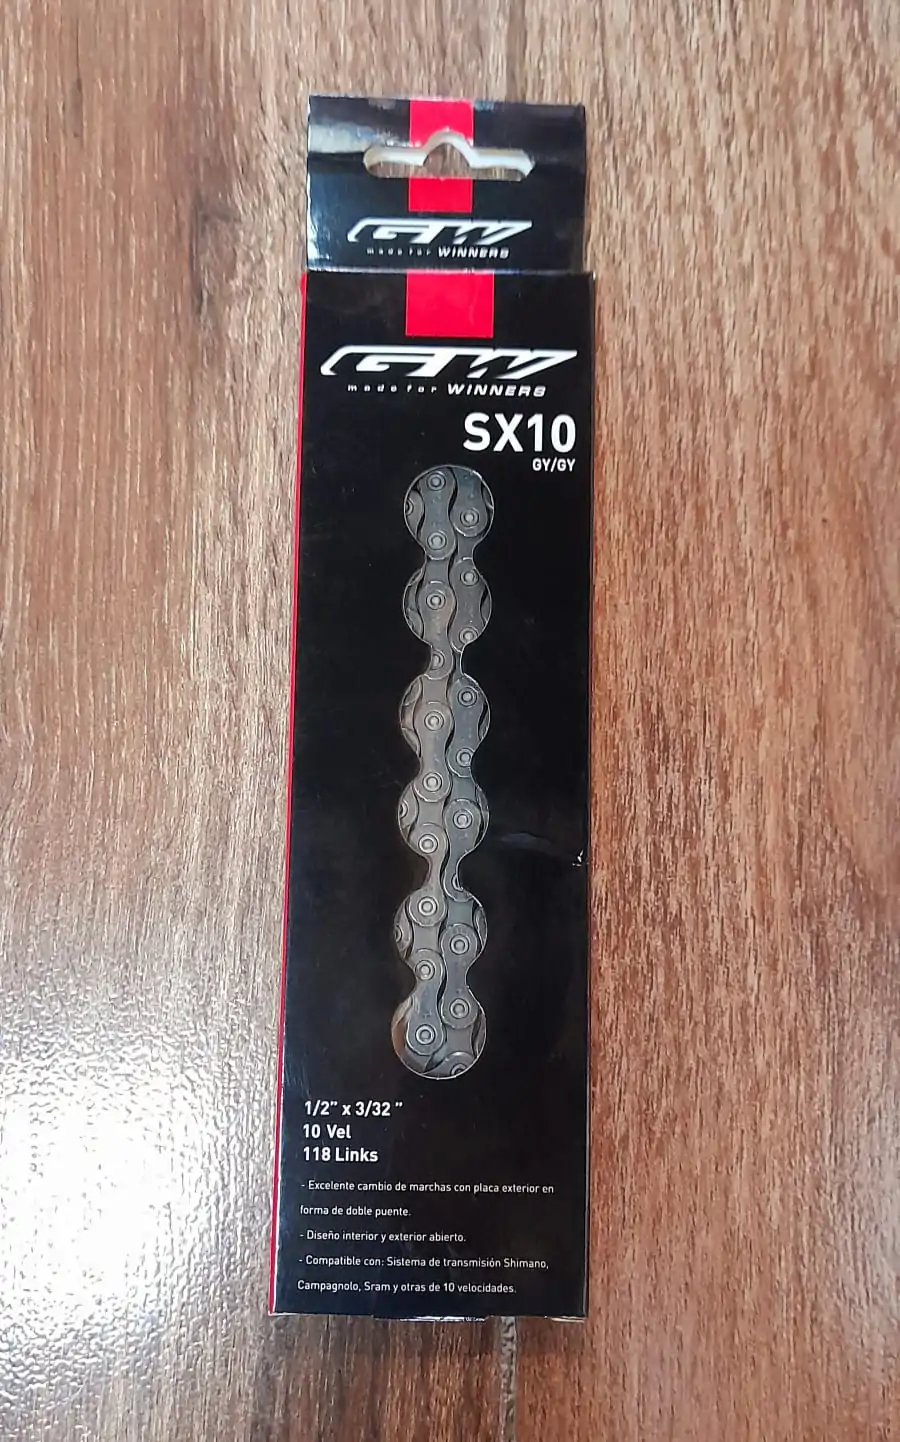 GW
made for WINNERS
GW
made for WINNERS
SX10
GY/GY
1/2" x 3/32 "
10 Vel
118 Links
- Excelente cambio de marchas con placa exterior en
forma de doble puente.
- Diseño interior y exterior abierto.
- Compatible con: Sistema de transmisión Shimano,
Campagnolo, Sram y otras de 10 velocidades.